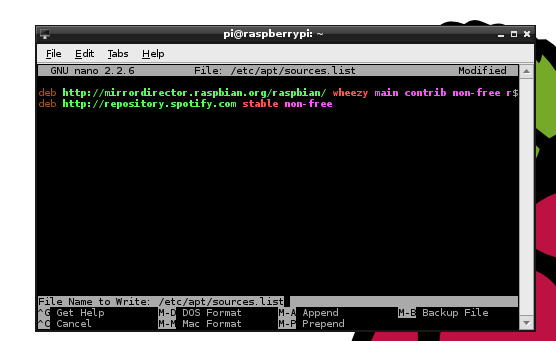 pi@raspberrypi: ~
File Edit Tabs Help
GNU nano 2.2.6 File: /etc/apt/sources.list Modified
deb http://mirrordirector.raspbian.org/raspbian/ wheezy main contrib non-free r$
deb http://repository.spotify.com stable non-free
File Name to Write: /etc/apt/sources.list
^G Get Help M-D DOS Format M-A Append M-B Backup File
^C Cancel M-M Mac Format M-P Prepend